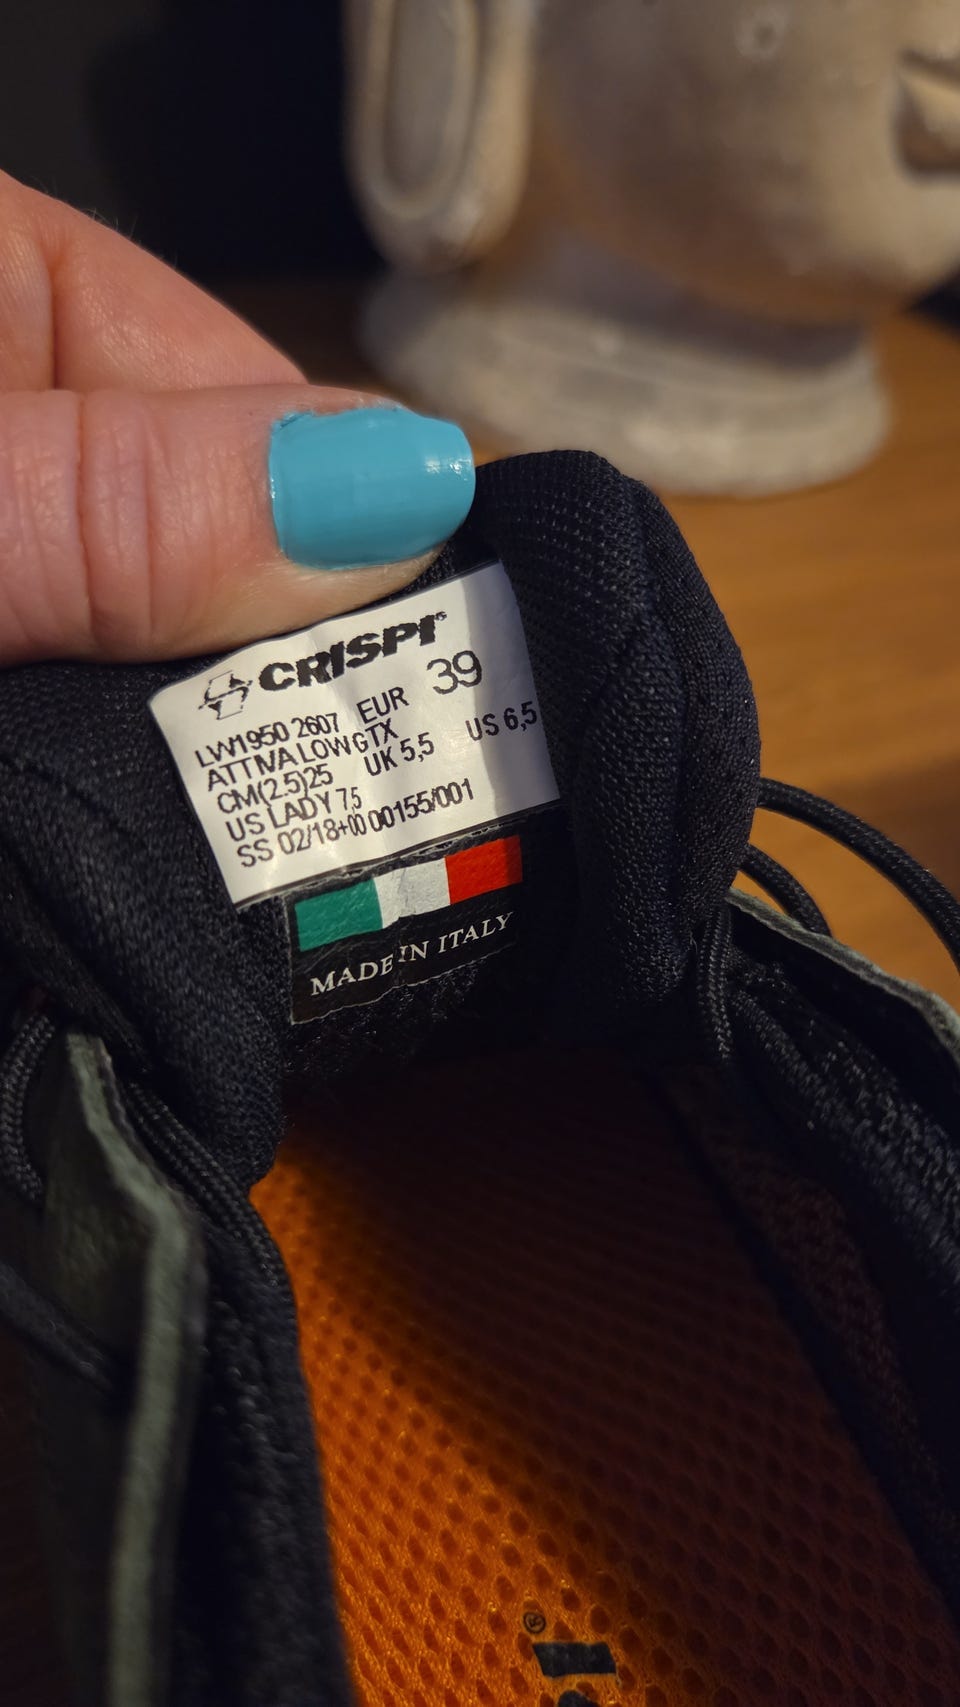 CRISPI®
EUR 39
LW1950 2607
ATTIVA LOW GTX
CM(2.5)25 UK 5,5 US 6,5
US LADY 7,5
SS 02/18+00 00155/001
MADE IN ITALY
®